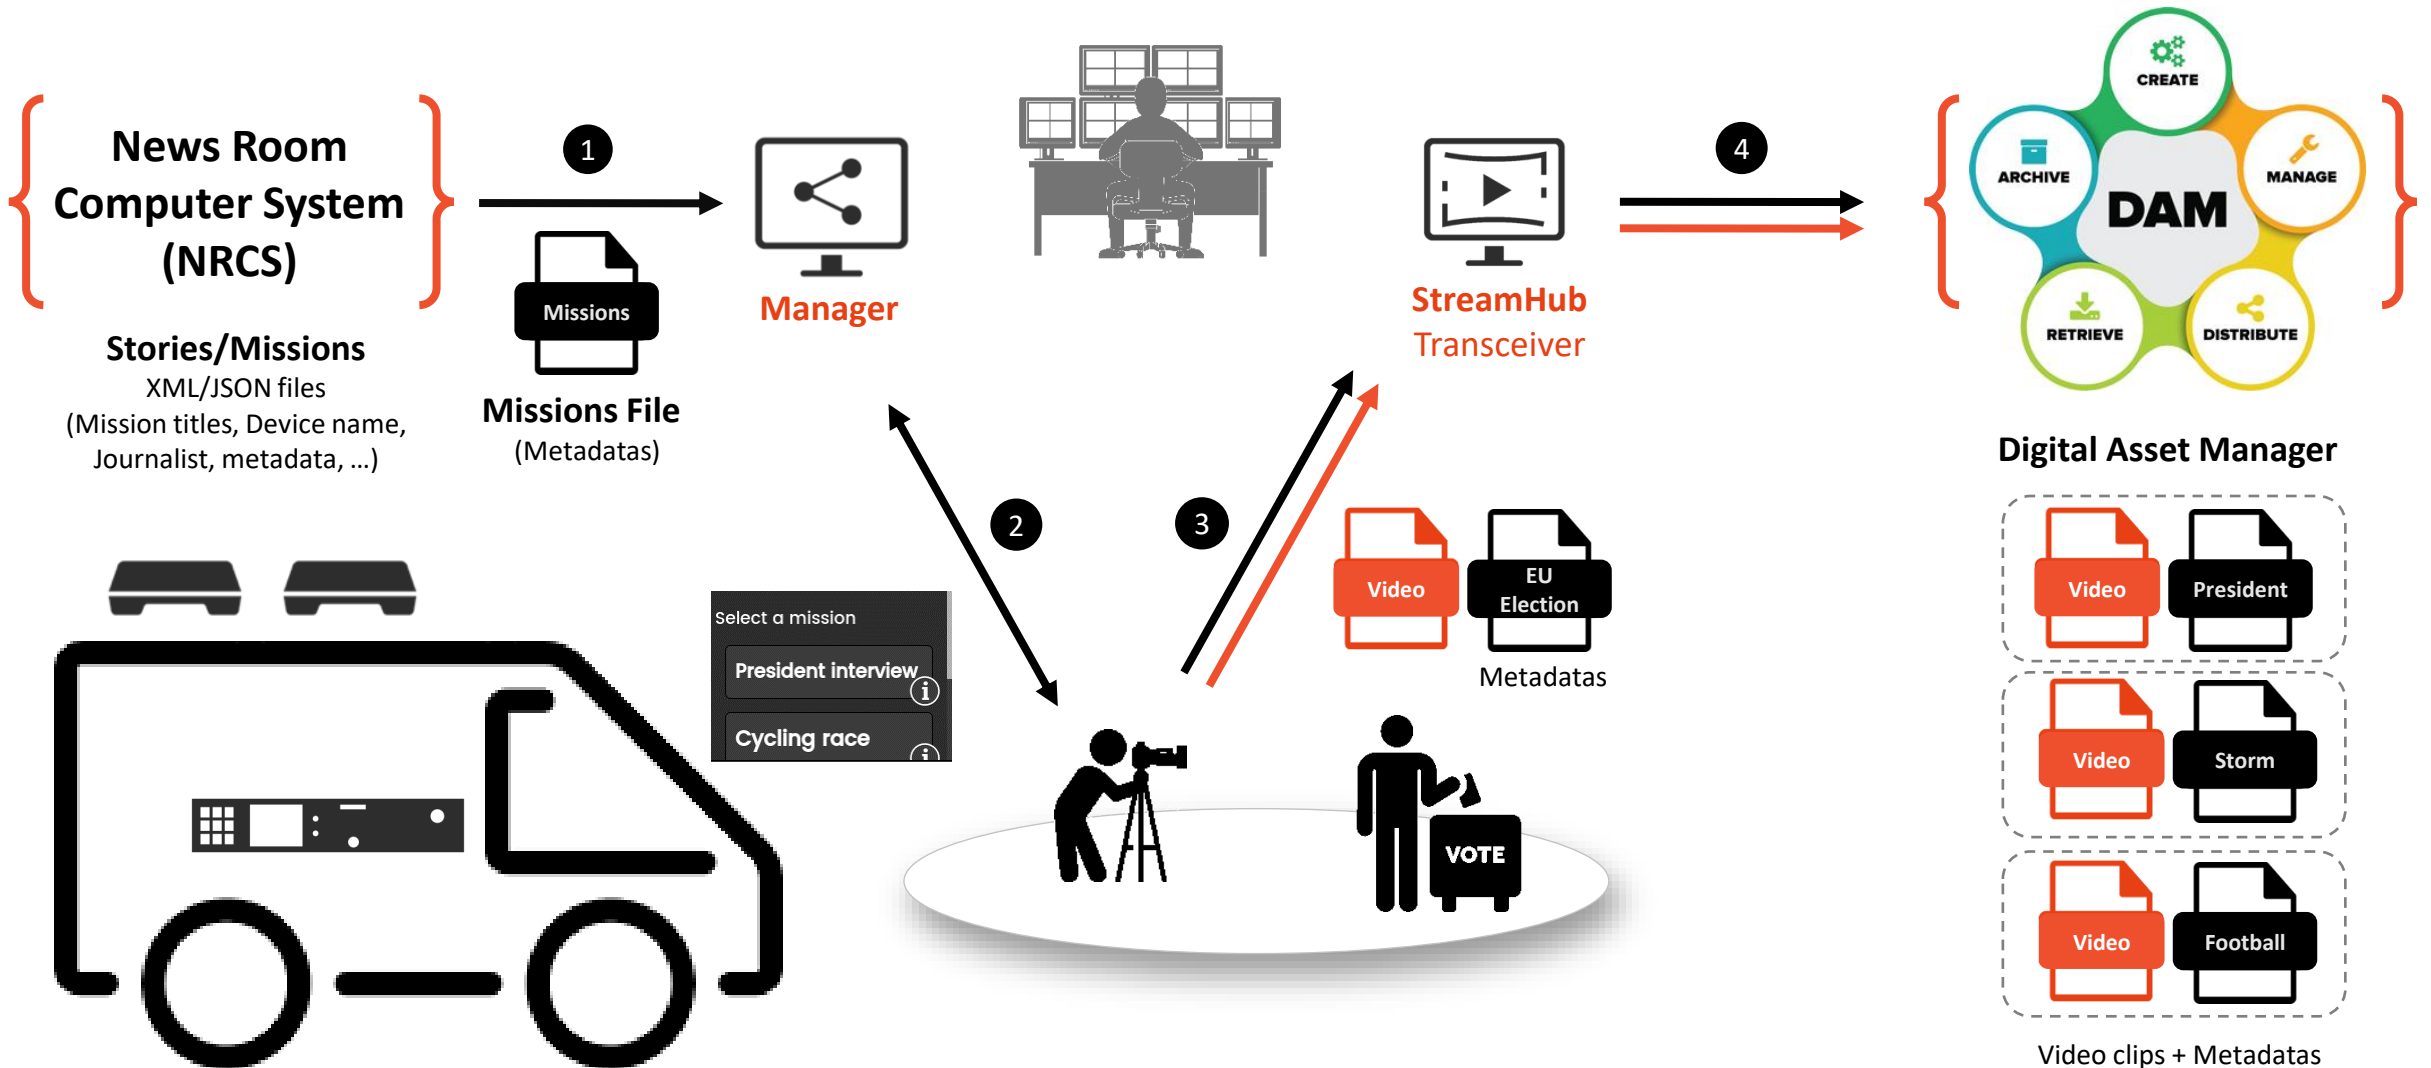 News Room
Computer System
(NRCS)
Stories/Missions
XML/JSON files
(Mission titles, Device name,
Journalist, metadata, ...)
1
Missions
Missions File
(Metadatas)
Manager
2
Select a mission
President interview
i
Cycling race
i
3
StreamHub
Transceiver
Video
EU
Election
Metadatas
VOTE
4
CREATE
ARCHIVE
MANAGE
DAM
RETRIEVE
DISTRIBUTE
Digital Asset Manager
Video
President
Video
Storm
Video
Football
Video clips + Metadatas